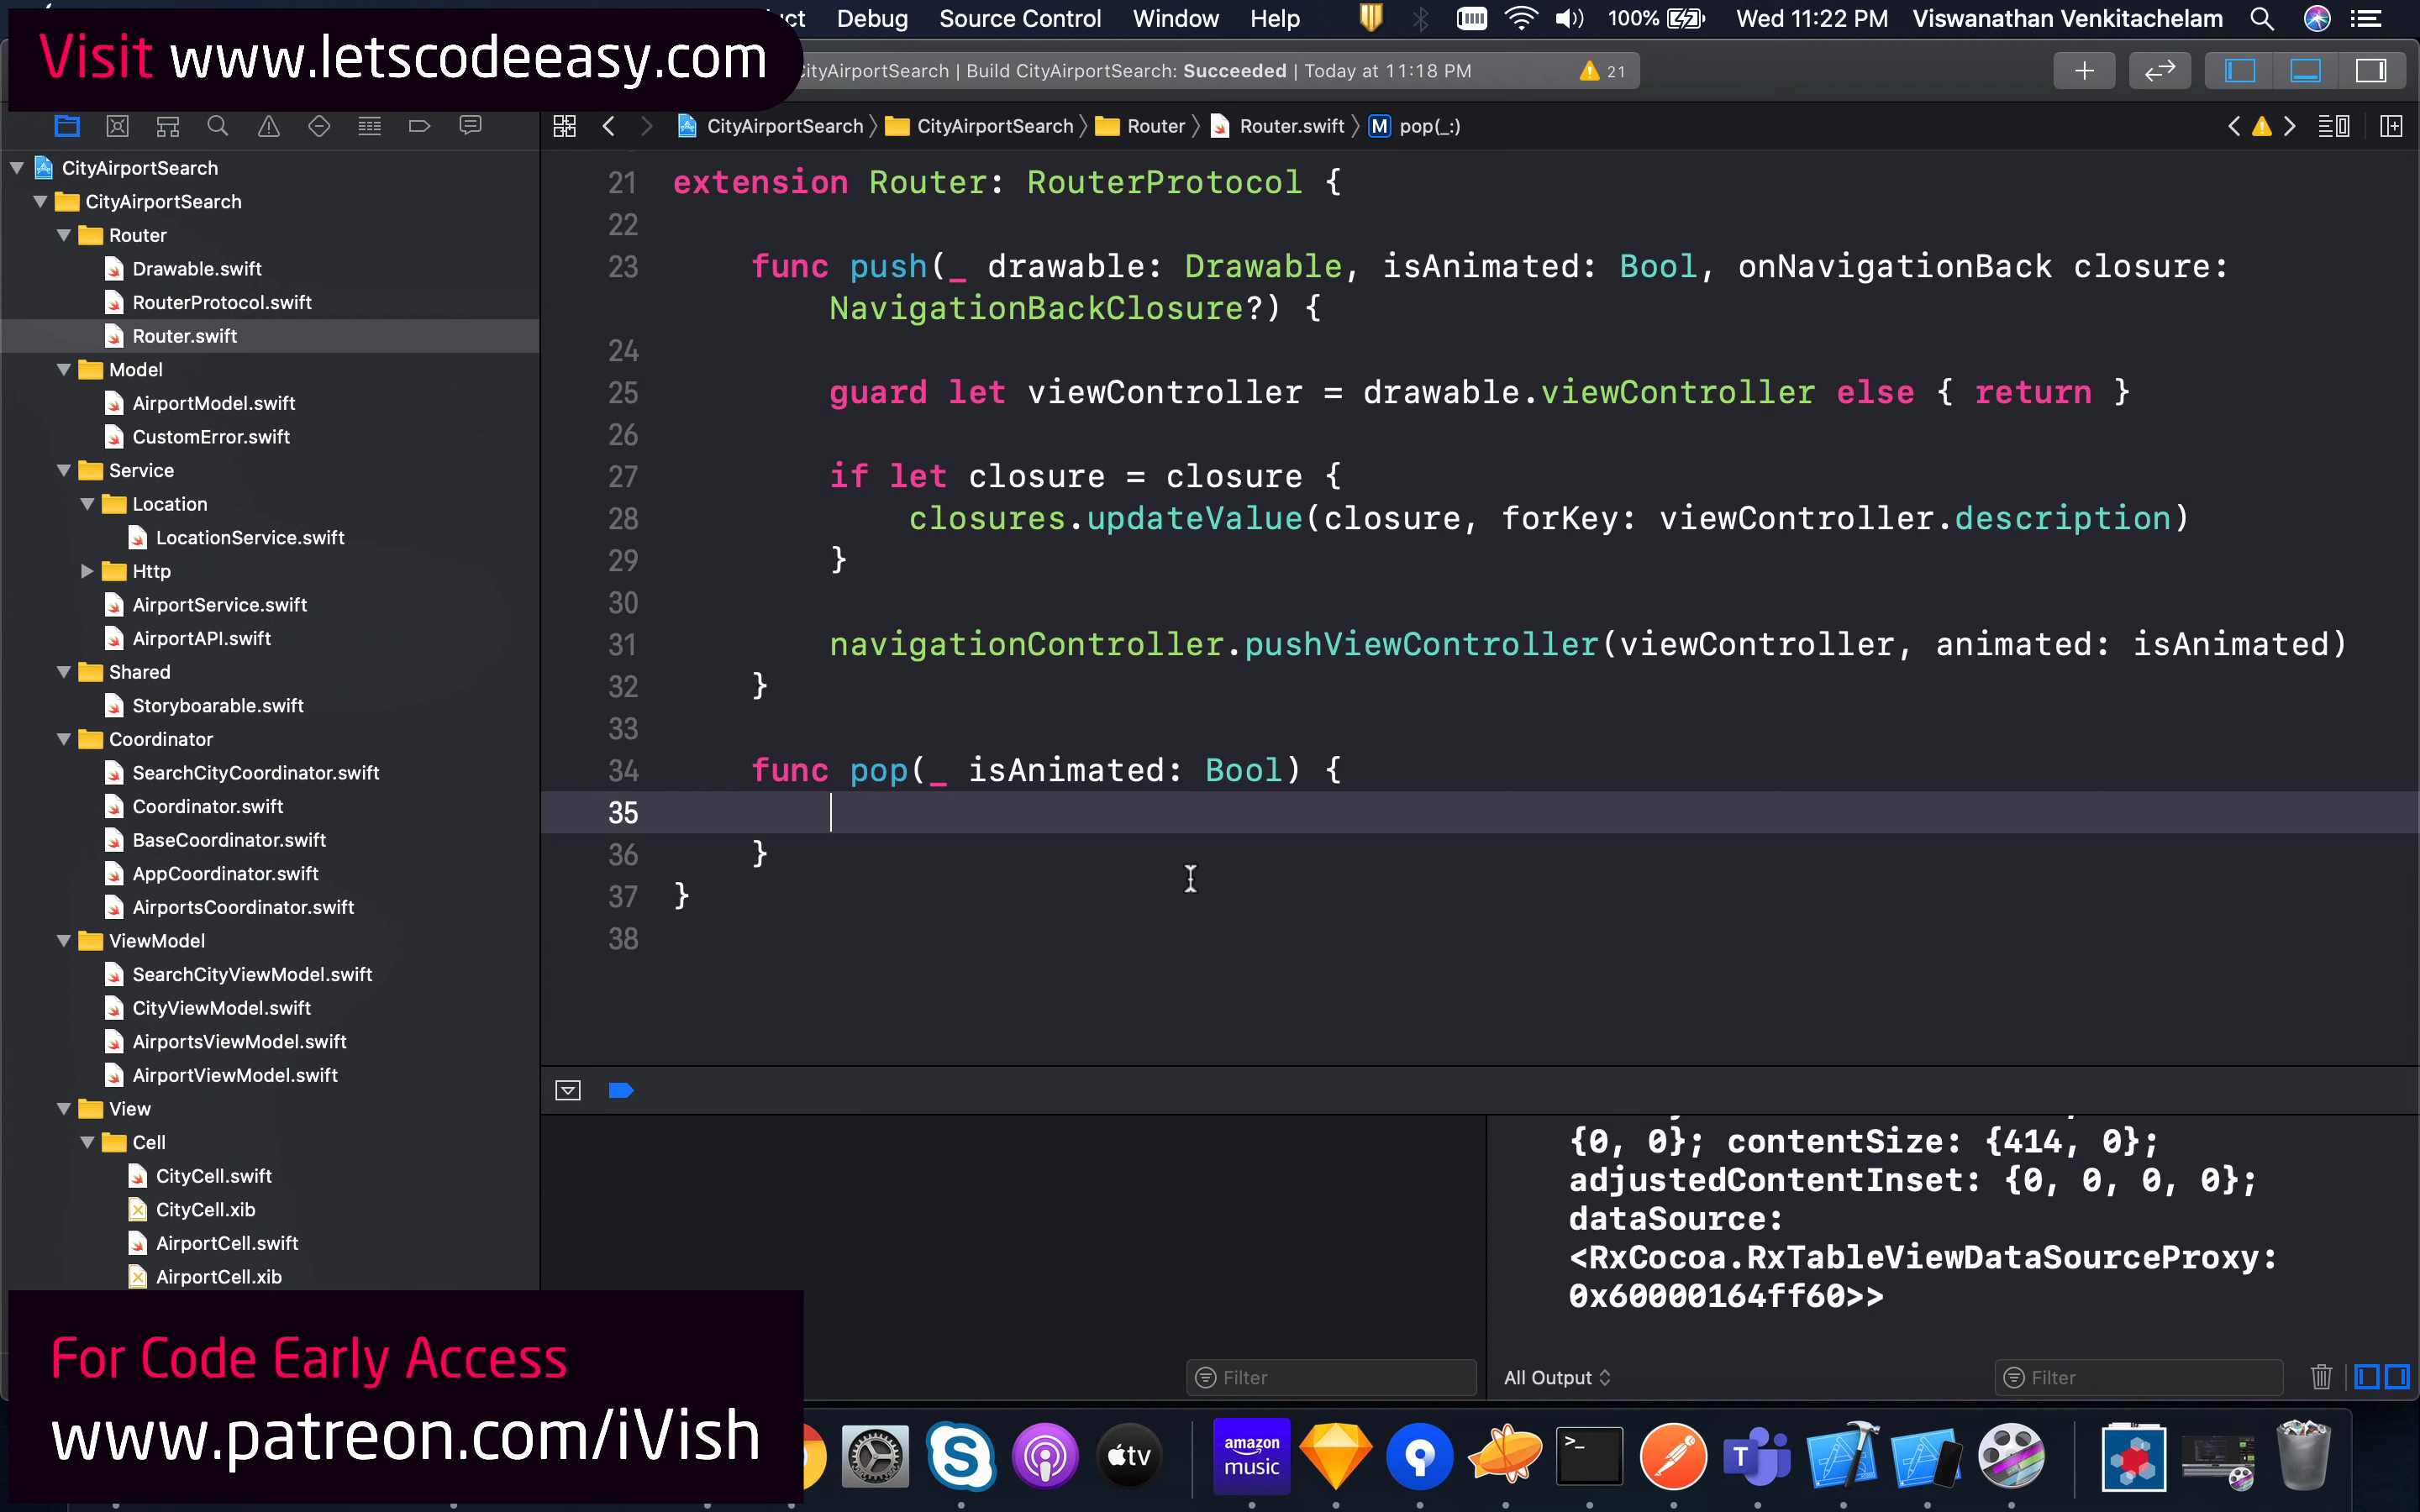 Visit www.letscodeeasy.com
Debug Source Control Window Help 100% Wed 11:22 PM Viswanathan Venkitachelam
CityAirportSearch | Build CityAirportSearch: Succeeded | Today at 11:18 PM 21
CityAirportSearch CityAirportSearch Router Router.swift M pop(_:)
CityAirportSearch
CityAirportSearch
Router
Drawable.swift
RouterProtocol.swift
Router.swift
Model
AirportModel.swift
CustomError.swift
Service
Location
LocationService.swift
Http
AirportService.swift
AirportAPI.swift
Shared
Storyboarable.swift
Coordinator
SearchCityCoordinator.swift
Coordinator.swift
BaseCoordinator.swift
AppCoordinator.swift
AirportsCoordinator.swift
ViewModel
SearchCityViewModel.swift
CityViewModel.swift
AirportsViewModel.swift
AirportViewModel.swift
View
Cell
CityCell.swift
CityCell.xib
AirportCell.swift
AirportCell.xib
21 extension Router: RouterProtocol {
22
23 func push(_ drawable: Drawable, isAnimated: Bool, onNavigationBack closure:
NavigationBackClosure?) {
24
25 guard let viewController = drawable.viewController else { return }
26
27 if let closure = closure {
28 closures.updateValue(closure, forKey: viewController.description)
29 }
30
31 navigationController.pushViewController(viewController, animated: isAnimated)
32 }
33
34 func pop(_ isAnimated: Bool) {
35
36 }
37 }
38
{0, 0}; contentSize: {414, 0};
adjustedContentInset: {0, 0, 0, 0};
dataSource:
<RxCocoa.RxTableViewDataSourceProxy:
0x60000164ff60>>
Filter
All Output
Filter
For Code Early Access
www.patreon.com/iVish
tv
amazon
music